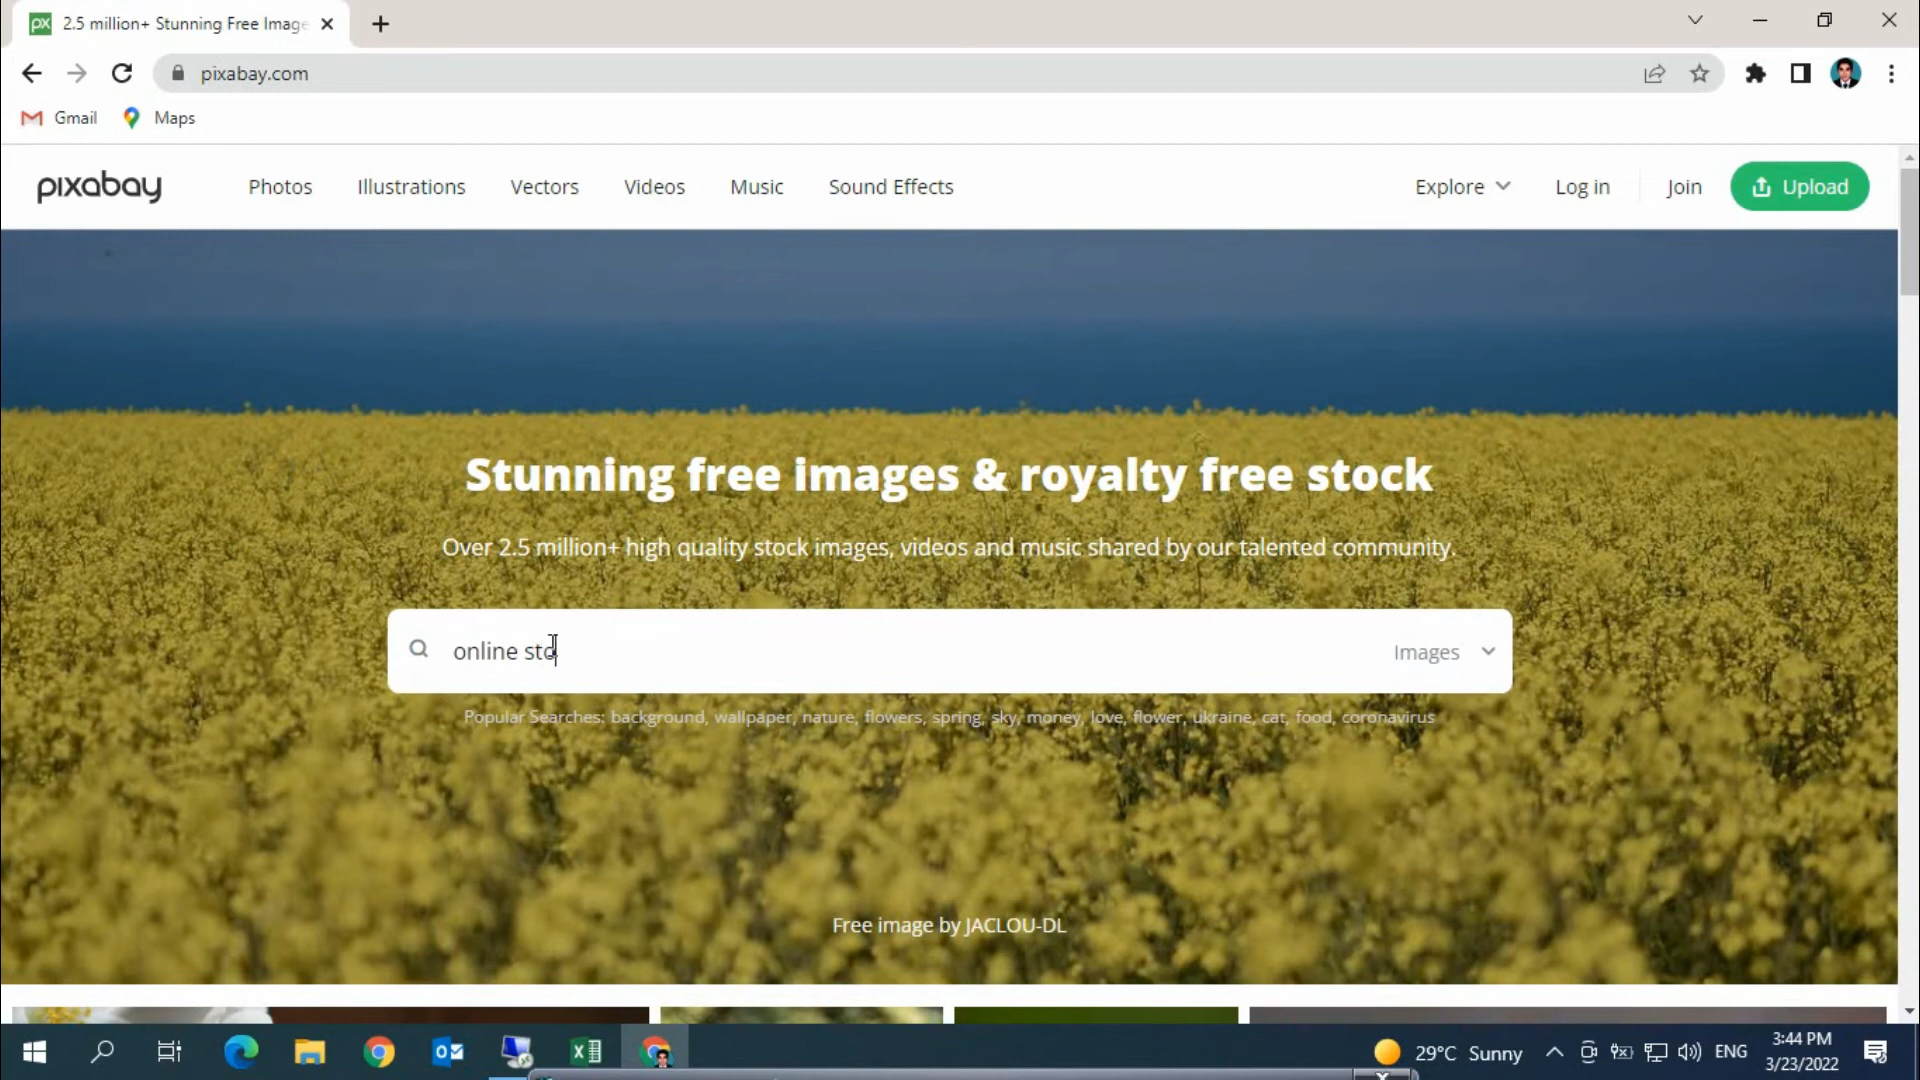 px 2.5 million+ Stunning Free Image
pixabay.com
Gmail Maps
pixabay Photos Illustrations Vectors Videos Music Sound Effects Explore Log in Join Upload
Stunning free images & royalty free stock
Over 2.5 million+ high quality stock images, videos and music shared by our talented community.
online sto Images
Popular Searches: background, wallpaper, nature, flowers, spring, sky, money, love, flower, ukraine, cat, food, coronavirus
Free image by JACLOU-DL
29°C Sunny ENG 3:44 PM
3/23/2022